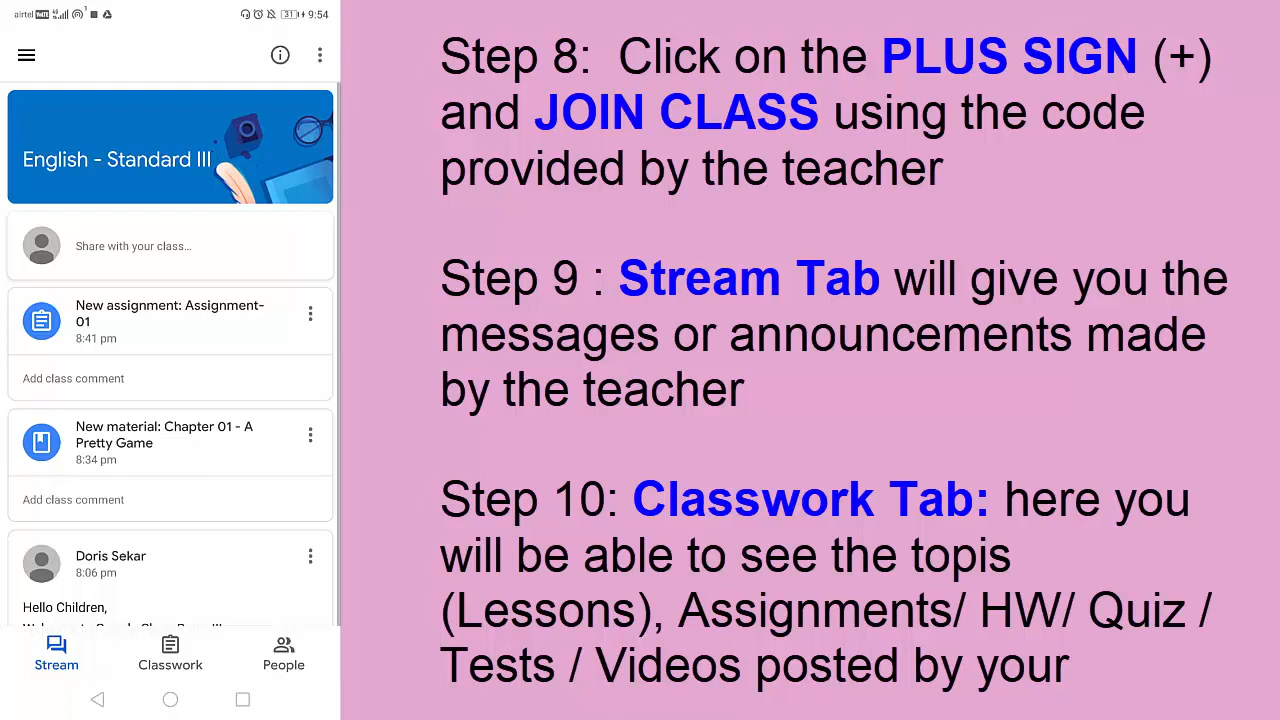 airtel 9:54
English - Standard III
Share with your class...
New assignment: Assignment-
01
8:41 pm
Add class comment
New material: Chapter 01 - A
Pretty Game
8:34 pm
Add class comment
Doris Sekar
8:06 pm
Hello Children,
Stream Classwork People
Step 8: Click on the PLUS SIGN (+)
and JOIN CLASS using the code
provided by the teacher
Step 9 : Stream Tab will give you the
messages or announcements made
by the teacher
Step 10: Classwork Tab: here you
will be able to see the topis
(Lessons), Assignments/ HW/ Quiz /
Tests / Videos posted by your